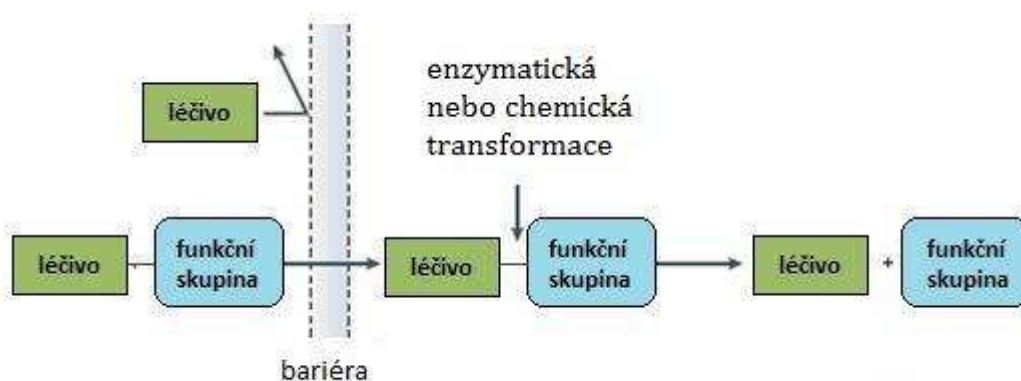 enzymatická
nebo chemická
transformace
léčivo
léčivo
funkční
skupina
léčivo
funkční
skupina
léčivo
+
funkční
skupina
bariéra